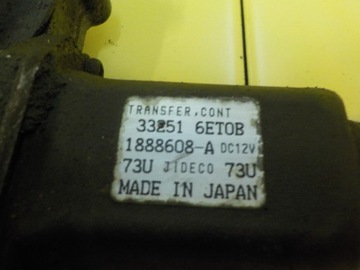 TRANSFER,CONT
33251 6ET0B
1888608-A DC12V
73U JIDECO 73U
MADE IN JAPAN